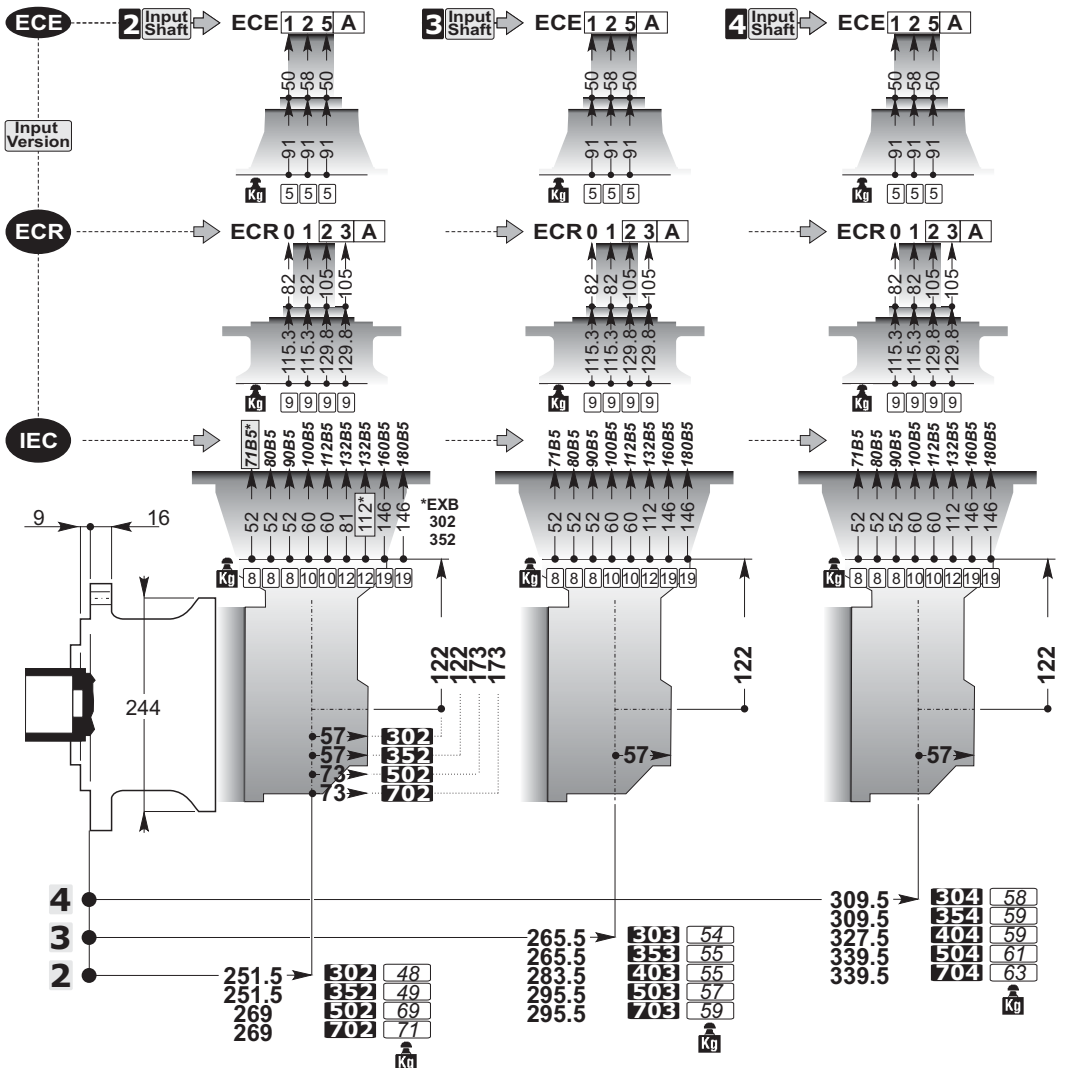 ECE 2 Input Shaft ECE 1 2 5 A 3 Input Shaft ECE 1 2 5 A 4 Input Shaft ECE 1 2 5 A
50 58 50 50 58 50 50 58 50
Input Version
91 91 91 91 91 91 91 91 91
Kg 5 5 5 Kg 5 5 5 Kg 5 5 5
ECR ECR 0 1 2 3 A ECR 0 1 2 3 A ECR 0 1 2 3 A
82 82 105 105 82 82 105 105 82 82 105 105
115.3 115.3 129.8 129.8 115.3 115.3 129.8 129.8 115.3 115.3 129.8 129.8
Kg 9 9 9 9 Kg 9 9 9 9 Kg 9 9 9 9
IEC 71B5* 80B5 90B5 100B5 112B5 132B5 132B5 160B5 180B5 71B5 80B5 90B5 100B5 112B5 132B5 160B5 180B5 71B5 80B5 90B5 100B5 112B5 132B5 160B5 180B5
9 16 52 52 52 60 60 81 112* 146 146 52 52 52 60 60 112 146 146 52 52 52 60 60 112 146 146
*EXB
302
352
Kg 8 8 8 10 10 12 12 19 19 Kg 8 8 8 10 10 12 19 19 Kg 8 8 8 10 10 12 19 19
122 122 173 173 122 122
244
57 302
57 352 57 57
73 502
73 702
4 309.5 304 58
309.5 354 59
327.5 404 59
339.5 504 61
339.5 704 63
Kg
3 265.5 303 54
265.5 353 55
283.5 403 55
295.5 503 57
295.5 703 59
Kg
2 251.5 302 48
251.5 352 49
269 502 69
269 702 71
Kg